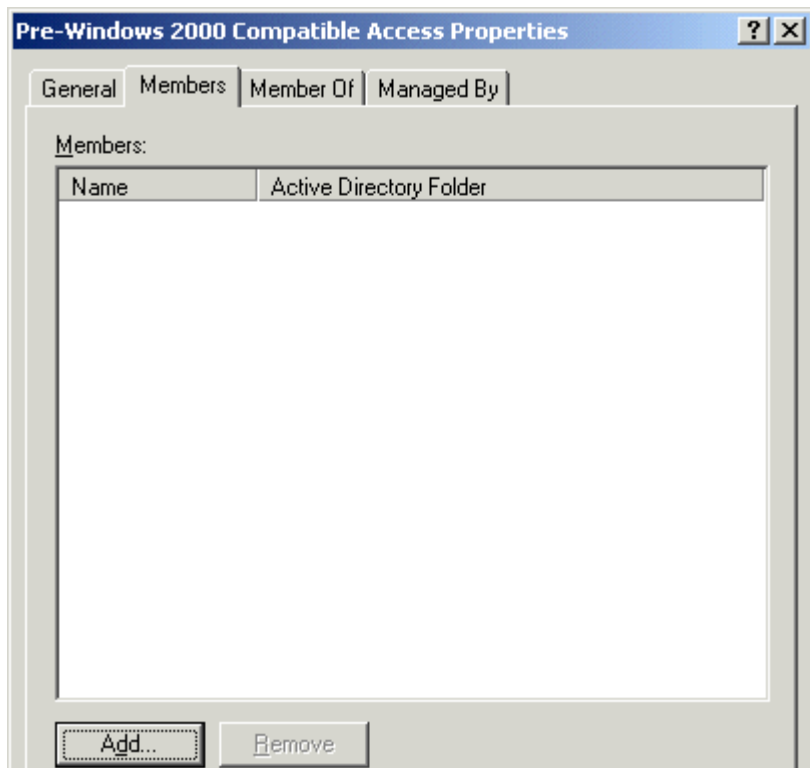 Pre-Windows 2000 Compatible Access Properties
General Members Member Of Managed By
Members:
Name Active Directory Folder
Add... Remove